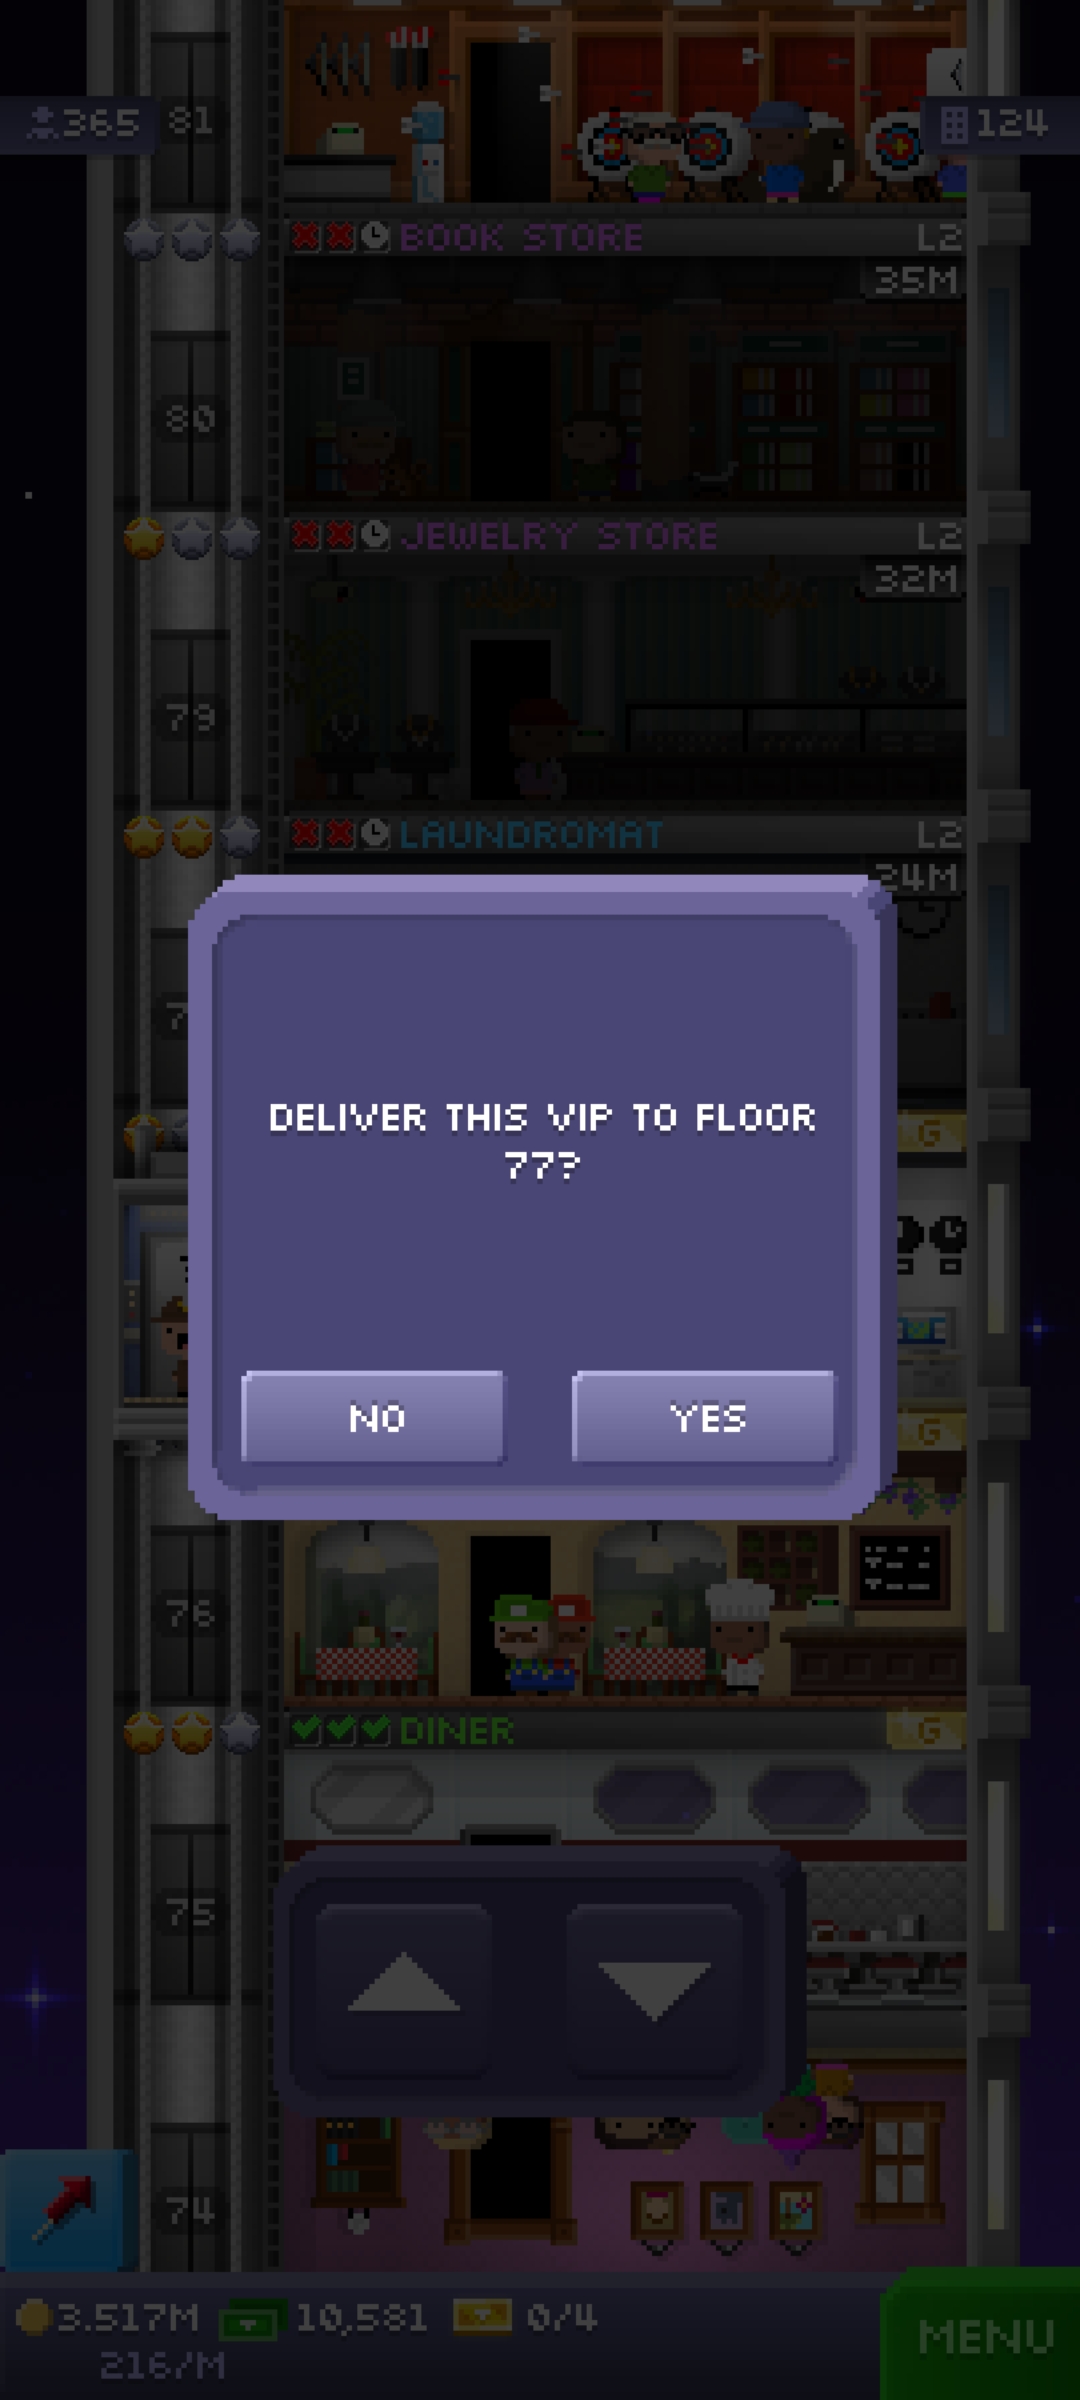 365
81
124
BOOK STORE
L2
35M
80
JEWELRY STORE
L2
32M
79
LAUNDROMAT
L2
24M
G
DELIVER THIS VIP TO FLOOR
77?
NO
YES
G
76
DINER
G
75
74
3.517M
10,581
0/4
216/M
MENU